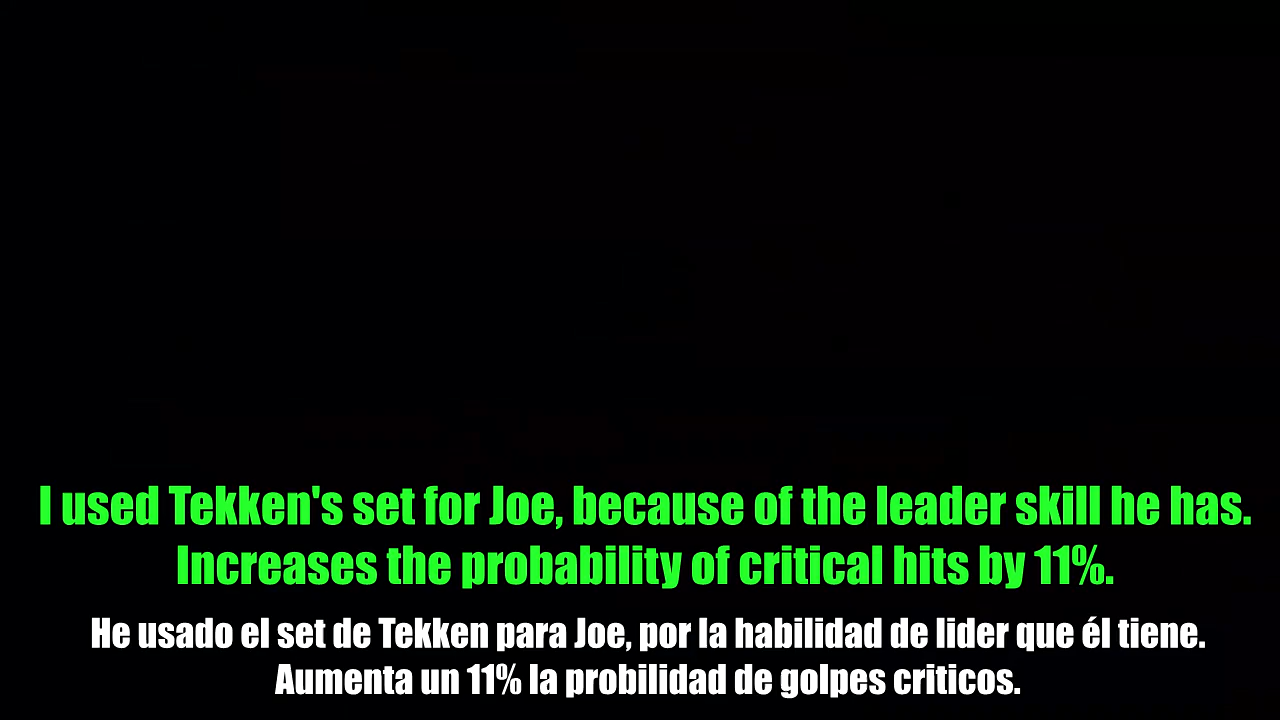 I used Tekken's set for Joe, because of the leader skill he has.
Increases the probability of critical hits by 11%.
He usado el set de Tekken para Joe, por la habilidad de lider que él tiene.
Aumenta un 11% la probilidad de golpes criticos.